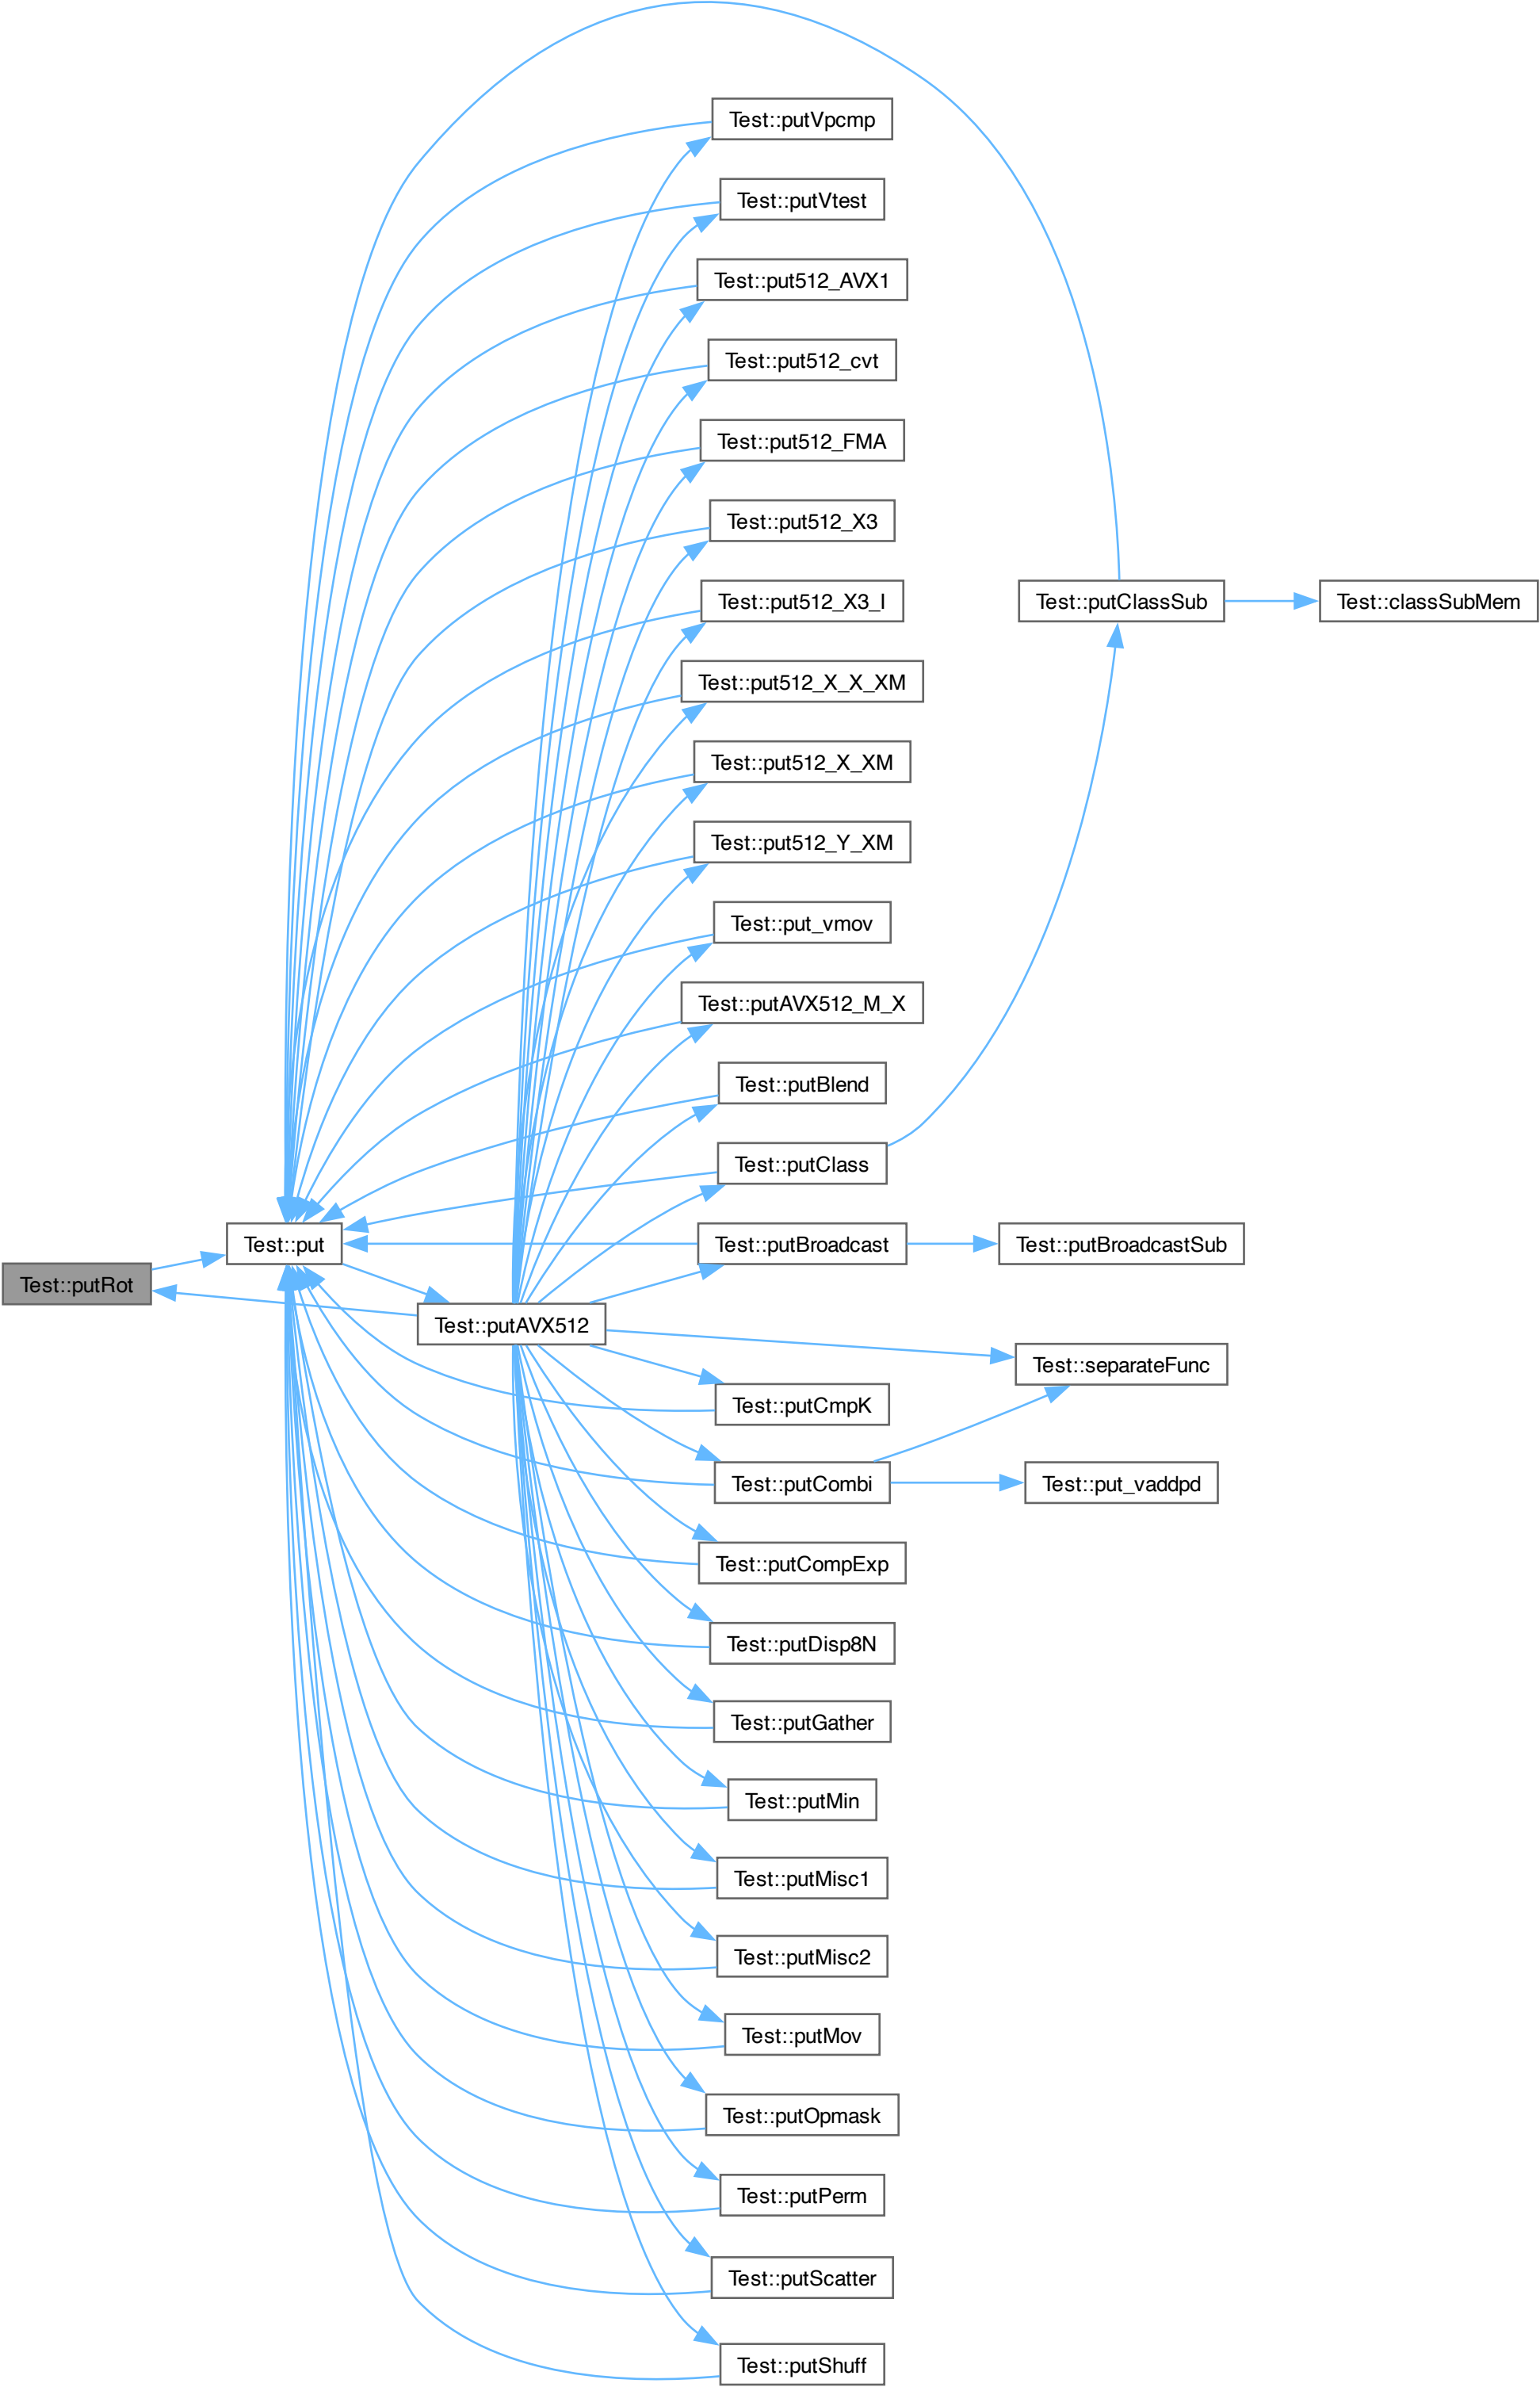 Test::putVpcmp
Test::putVtest
Test::put512_AVX1
Test::put512_cvt
Test::put512_FMA
Test::put512_X3
Test::put512_X3_I
Test::putClassSub
Test::classSubMem
Test::put512_X_X_XM
Test::put512_X_XM
Test::put512_Y_XM
Test::put_vmov
Test::putAVX512_M_X
Test::putBlend
Test::putClass
Test::put
Test::putBroadcast
Test::putBroadcastSub
Test::putRot
Test::putAVX512
Test::separateFunc
Test::putCmpK
Test::putCombi
Test::put_vaddpd
Test::putCompExp
Test::putDisp8N
Test::putGather
Test::putMin
Test::putMisc1
Test::putMisc2
Test::putMov
Test::putOpmask
Test::putPerm
Test::putScatter
Test::putShuff